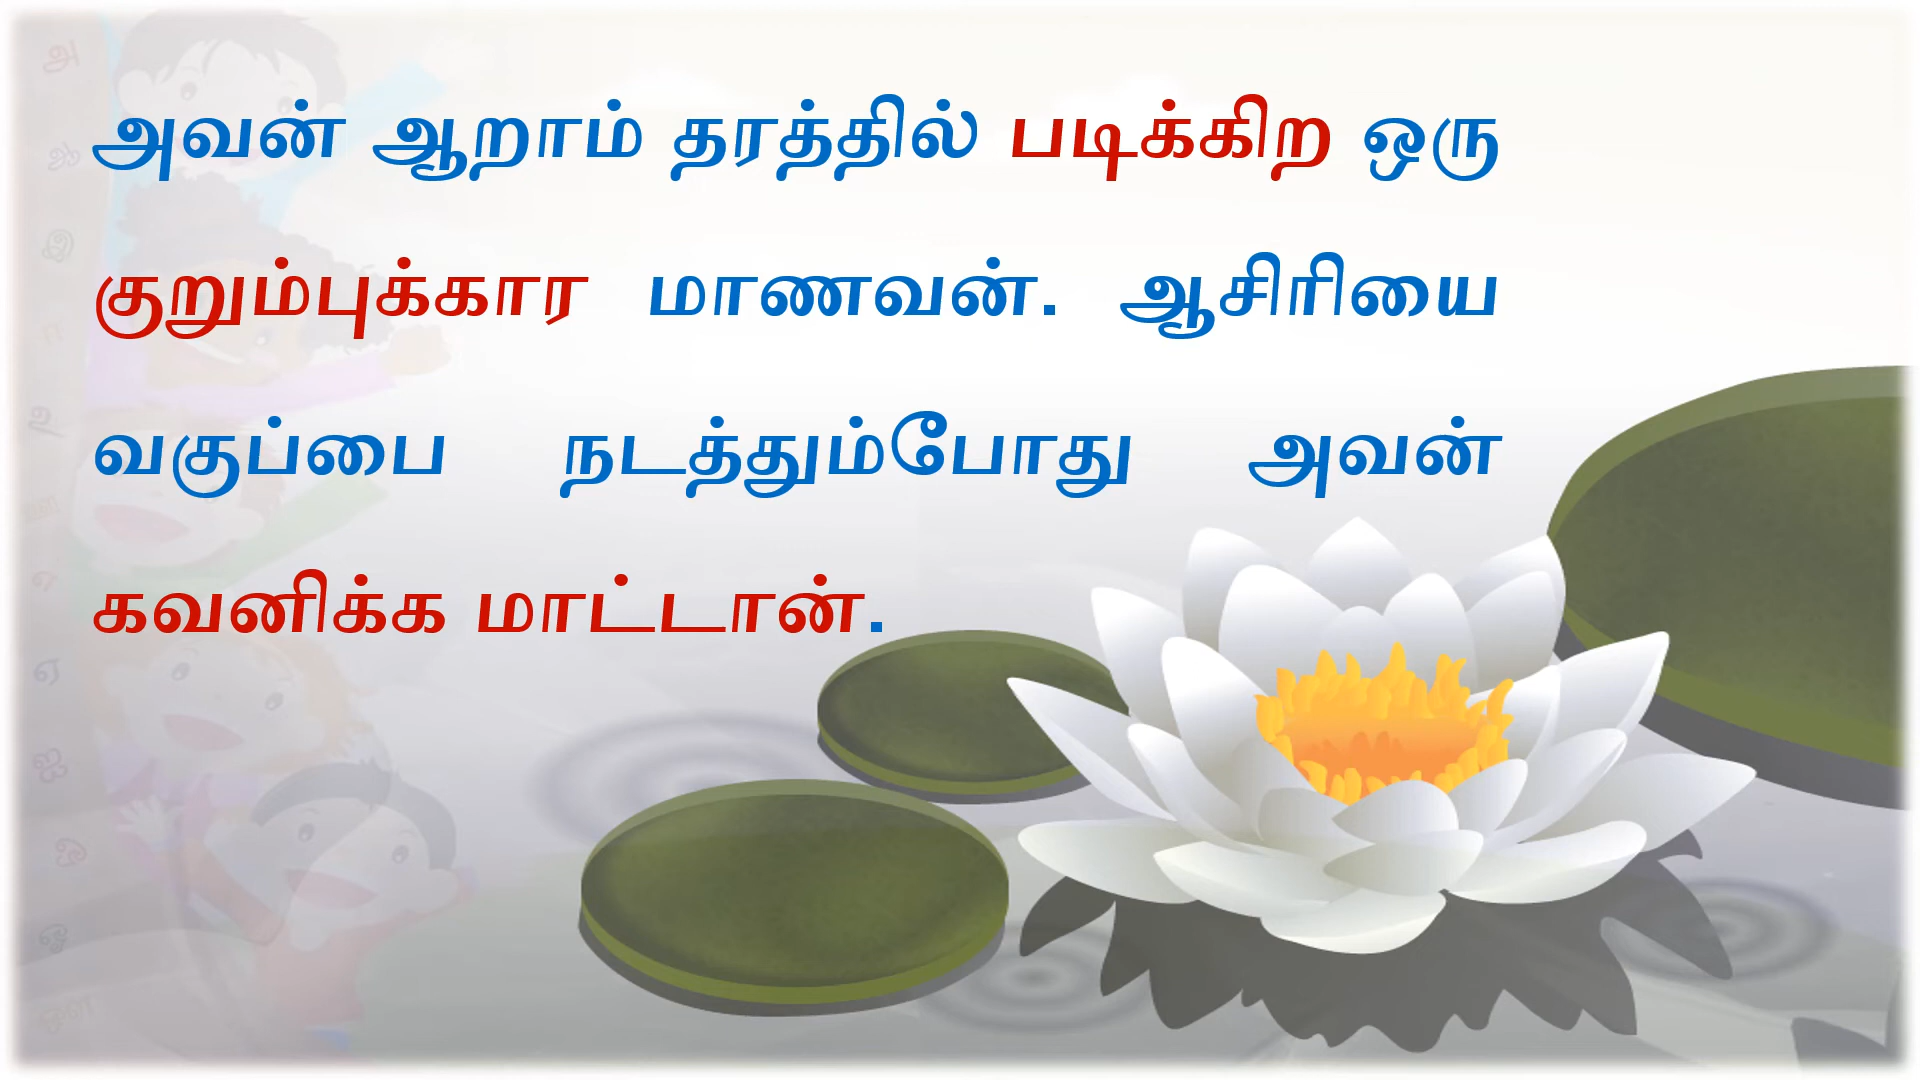 அவன் ஆறாம் தரத்தில் படிக்கிற ஒரு
குறும்புக்கார மாணவன். ஆசிரியை
வகுப்பை நடத்தும்போது அவன்
கவனிக்க மாட்டான்.